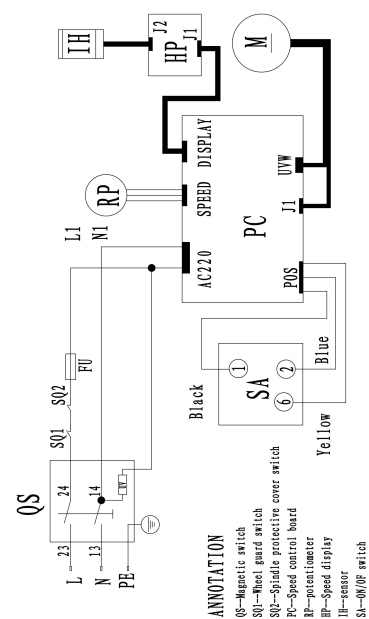 QS
L
N
PE
23
13
24
14
UV
SQ1
SQ2
FU
L1
N1
RP
IH
J2
HP
J1
M
DISPLAY
SPEED
AC220
PC
UVW
J1
POS
SA
1
2
6
Black
Blue
Yellow
ANNOTATION
QS--Magnetic switch
SQ1--Wheel guard switch
SQ2--Spindle protective cover switch
PC--Speed control board
RP--potentiometer
HP--Speed display
IH--sensor
SA--ON/OF switch